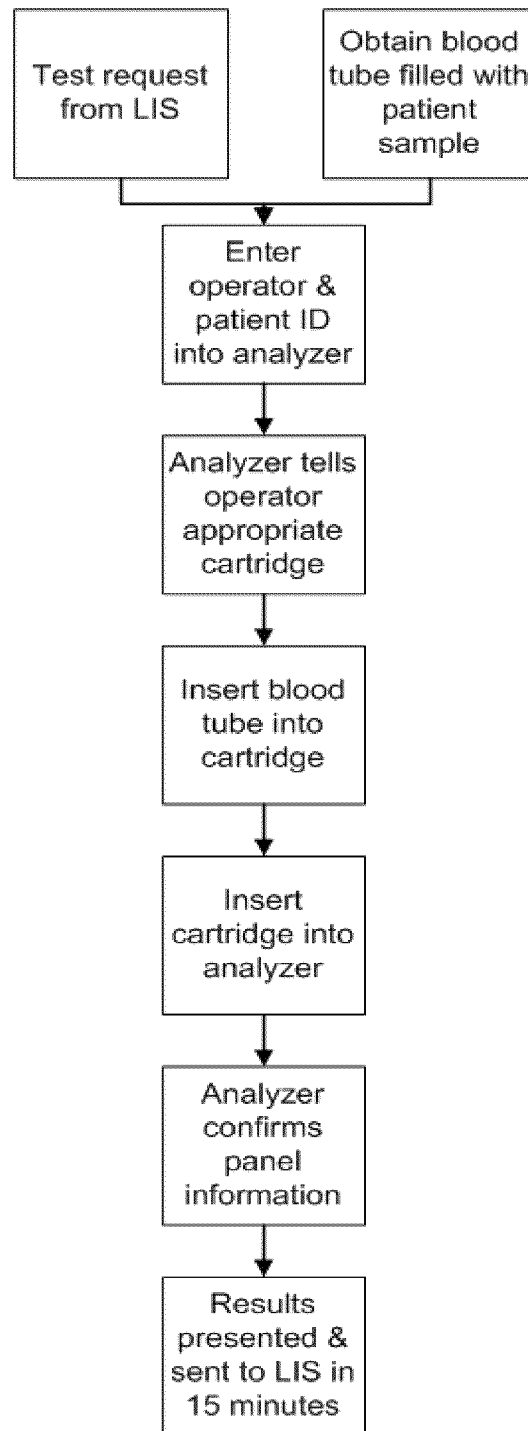 Test request
from LIS
Obtain blood
tube filled with
patient
sample
Enter
operator &
patient ID
into analyzer
Analyzer tells
operator
appropriate
cartridge
Insert blood
tube into
cartridge
Insert
cartridge into
analyzer
Analyzer
confirms
panel
information
Results
presented &
sent to LIS in
15 minutes